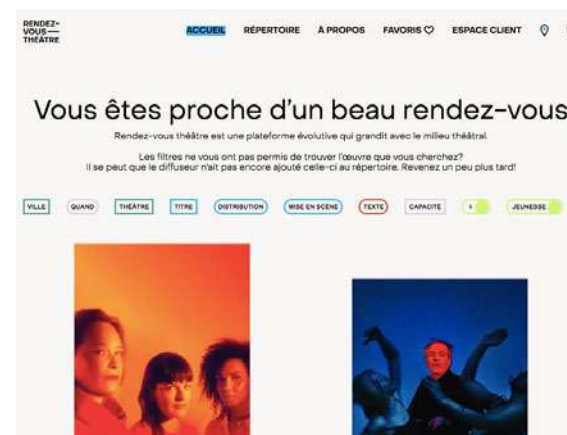 RENDEZ-
VOUS —
THÉÂTRE
ACCUEIL RÉPERTOIRE À PROPOS FAVORIS ESPACE CLIENT
Vous êtes proche d'un beau rendez-vous
Rendez-vous théâtre est une plateforme évolutive qui grandit avec le milieu théâtral.
Les filtres ne vous ont pas permis de trouver l'œuvre que vous cherchez?
Il se peut que le diffuseur n'ait pas encore ajouté celle-ci au répertoire. Revenez un peu plus tard!
VILLE QUAND THÉÂTRE TITRE DISTRIBUTION MISE EN SCÈNE TEXTE CAPACITÉ + JEUNESSE